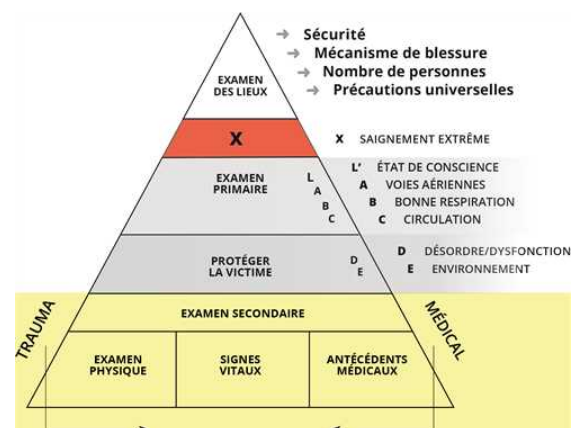 ➔ Sécurité
➔ Mécanisme de blessure
➔ Nombre de personnes
➔ Précautions universelles
EXAMEN
DES LIEUX
X
X SAIGNEMENT EXTRÊME
EXAMEN
PRIMAIRE
L
A
B
C
L' ÉTAT DE CONSCIENCE
A VOIES AÉRIENNES
B BONNE RESPIRATION
C CIRCULATION
PROTÉGER
LA VICTIME
D
E
D DÉSORDRE/DYSFONCTION
E ENVIRONNEMENT
TRAUMA
EXAMEN SECONDAIRE
MÉDICAL
EXAMEN
PHYSIQUE
SIGNES
VITAUX
ANTÉCÉDENTS
MÉDICAUX